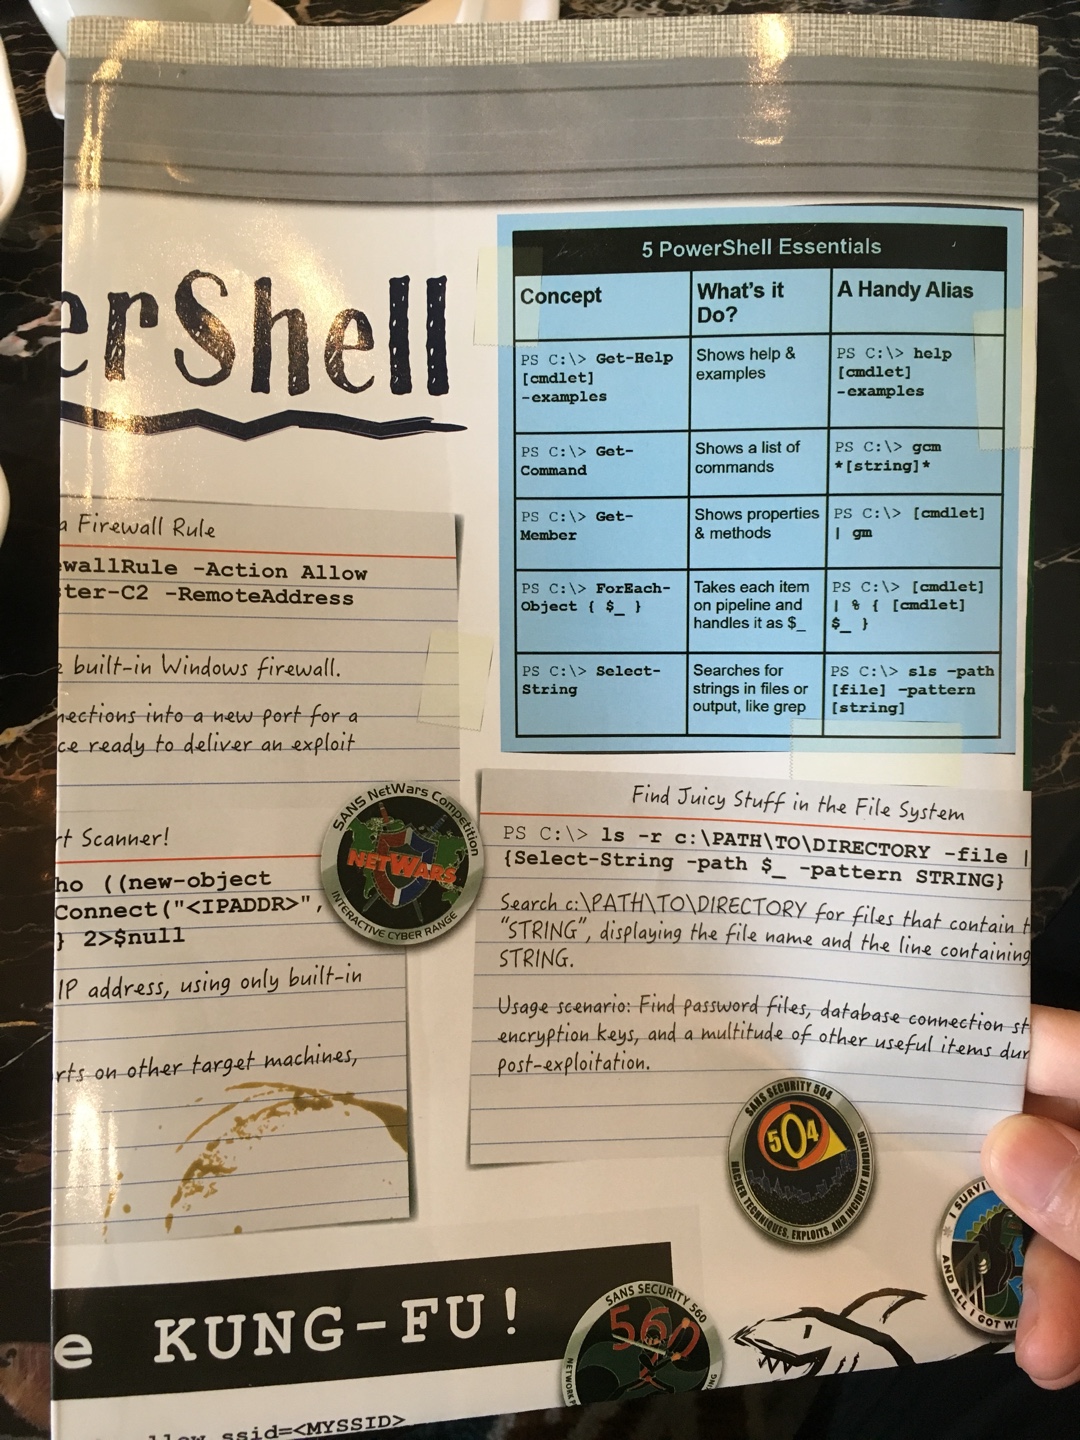 erShell
5 PowerShell Essentials
Concept
What's it
Do?
A Handy Alias
PS C:\> Get-Help
[cmdlet]
-examples
Shows help &
examples
PS C:\> help
[cmdlet]
-examples
PS C:\> Get-
Command
Shows a list of
commands
PS C:\> gcm
*[string]*
PS C:\> Get-
Member
Shows properties
& methods
PS C:\> [cmdlet]
| gm
PS C:\> ForEach-
Object { $_ }
Takes each item
on pipeline and
handles it as $_
PS C:\> [cmdlet]
| % { [cmdlet]
$_ }
PS C:\> Select-
String
Searches for
strings in files or
output, like grep
PS C:\> sls -path
[file] -pattern
[string]
a Firewall Rule
ewallRule -Action Allow
ter-C2 -RemoteAddress
built-in Windows firewall.
nections into a new port for a
ce ready to deliver an exploit
rt Scanner!
ho ((new-object
Connect("<IPADDR>",
} 2>$null
IP address, using only built-in
rts on other target machines,
SANS NetWars Competition
NETWARS
INTERACTIVE CYBER RANGE
Find Juicy Stuff in the File System
PS C:\> ls -r c:\PATH\TO\DIRECTORY -file |
{Select-String -path $_ -pattern STRING}
Search c:\PATH\TO\DIRECTORY for files that contain t
"STRING", displaying the file name and the line containing
STRING.
Usage scenario: Find password files, database connection st
encryption keys, and a multitude of other useful items dur
post-exploitation.
SANS SECURITY 504
504
HACKER TECHNIQUES, EXPLOITS, AND INCIDENT HANDLING
I SURVI
AND ALL I GOT W
e KUNG-FU!
SANS SECURITY 560
560
NETWORK P
ssid=<MYSSID>